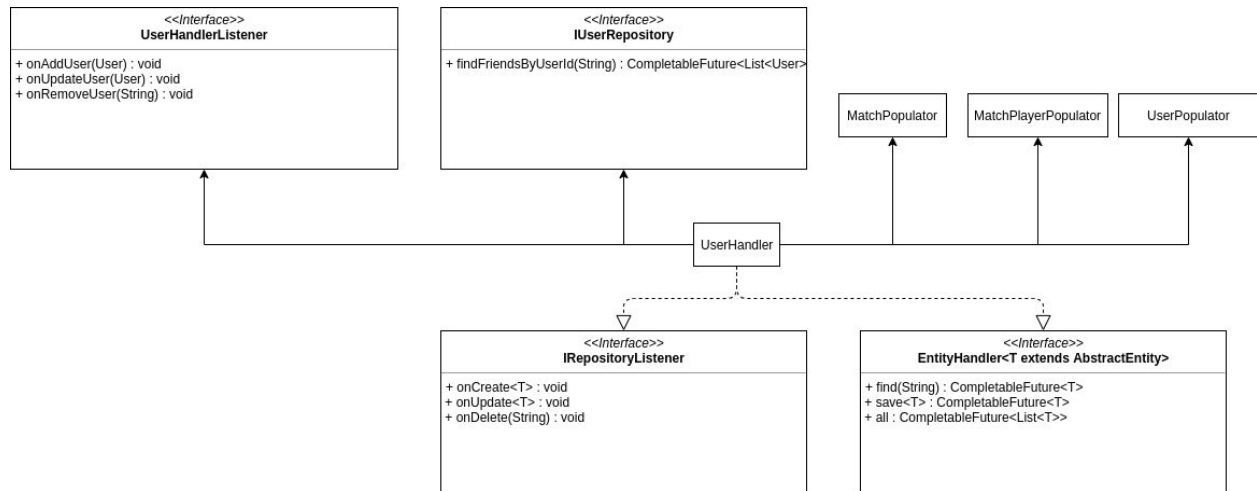 <<Interface>>
UserHandlerListener
+ onAddUser(User) : void
+ onUpdateUser(User) : void
+ onRemoveUser(String) : void
<<Interface>>
IUserRepository
+ findFriendsByUserId(String) : CompletableFuture<List<User>
MatchPopulator
MatchPlayerPopulator
UserPopulator
UserHandler
<<Interface>>
IRepositoryListener
+ onCreate<T> : void
+ onUpdate<T> : void
+ onDelete(String) : void
<<Interface>>
EntityHandler<T extends AbstractEntity>
+ find(String) : CompletableFuture<T>
+ save<T> : CompletableFuture<T>
+ all : CompletableFuture<List<T>>